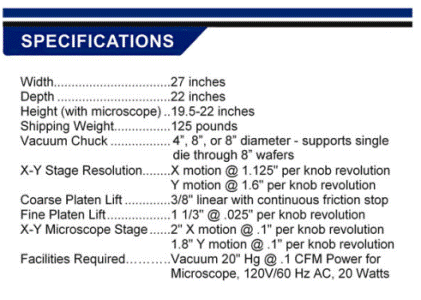 SPECIFICATIONS
Width................................27 inches
Depth ...............................22 inches
Height (with microscope) ..19.5-22 inches
Shipping Weight...............125 pounds
Vacuum Chuck ................4”, 8”, or 8” diameter - supports single
die through 8” wafers
X-Y Stage Resolution.......X motion @ 1.125" per knob revolution
Y motion @ 1.6" per knob revolution
Coarse Platen Lift .............3/8" linear with continuous friction stop
Fine Platen Lift..................1 1/3" @ .025" per knob revolution
X-Y Microscope Stage ......2" X motion @ .1" per knob revolution
1.8" Y motion @ .1" per knob revolution
Facilities Required………..Vacuum 20" Hg @ .1 CFM Power for
Microscope, 120V/60 Hz AC, 20 Watts